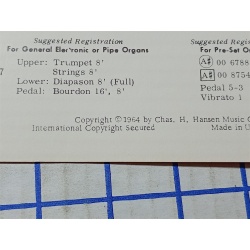 Suggested Registration
For General Electronic or Pipe Organs
Upper: Trumpet 8'
7 Strings 8'
Lower: Diapason 8' (Full)
Pedal: Bourdon 16', 8'
Suggested
For Pre-Set O
A# 00 6788
A# 00 8754
Pedal 5-3
Vibrato 1
Copyright © 1964 by Chas. H. Hansen Music C
International Copyright Secured Made in U